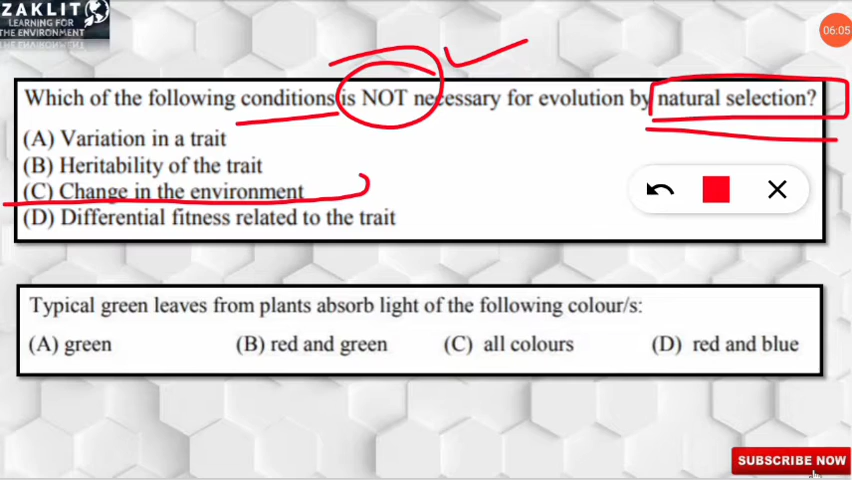 ZAKLIT
LEARNING FOR
THE ENVIRONMENT
06:05
Which of the following conditions is NOT necessary for evolution by natural selection?
(A) Variation in a trait
(B) Heritability of the trait
(C) Change in the environment
(D) Differential fitness related to the trait
Typical green leaves from plants absorb light of the following colour/s:
(A) green (B) red and green (C) all colours (D) red and blue
SUBSCRIBE NOW